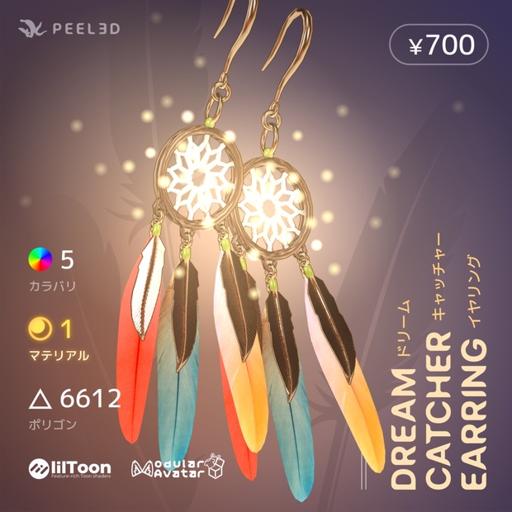 PEEL3D
¥700
5
カラバリ
1
マテリアル
6612
ポリゴン
lilToon
Feature-rich toon shaders
Modular Avatar
DREAM ドリーム
CATCHER キャッチャー
EARRING イヤリング